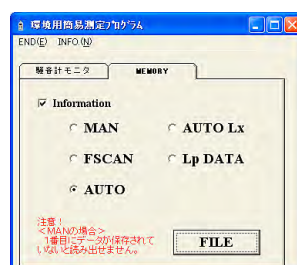 環境用簡易測定ﾌﾟﾛｸﾞﾗﾑ
END(E) INFO(N)
騒音計モニタ MEMORY
Information
MAN AUTO Lx
FSCAN Lp DATA
AUTO
注意！
＜MANの場合＞
1番目にデータが保存されて
いないと読み出せません。
FILE